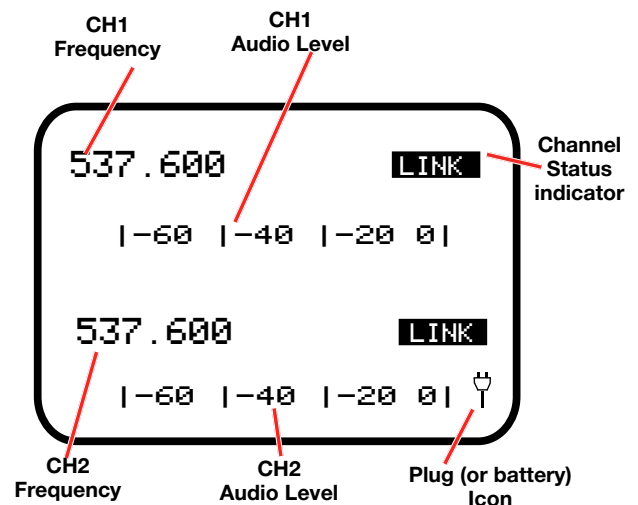 CH1
Frequency
CH1
Audio Level
537.600
LINK
Channel
Status
indicator
|-60 |-40 |-20 0|
537.600
LINK
|-60 |-40 |-20 0|
CH2
Frequency
CH2
Audio Level
Plug (or battery)
Icon